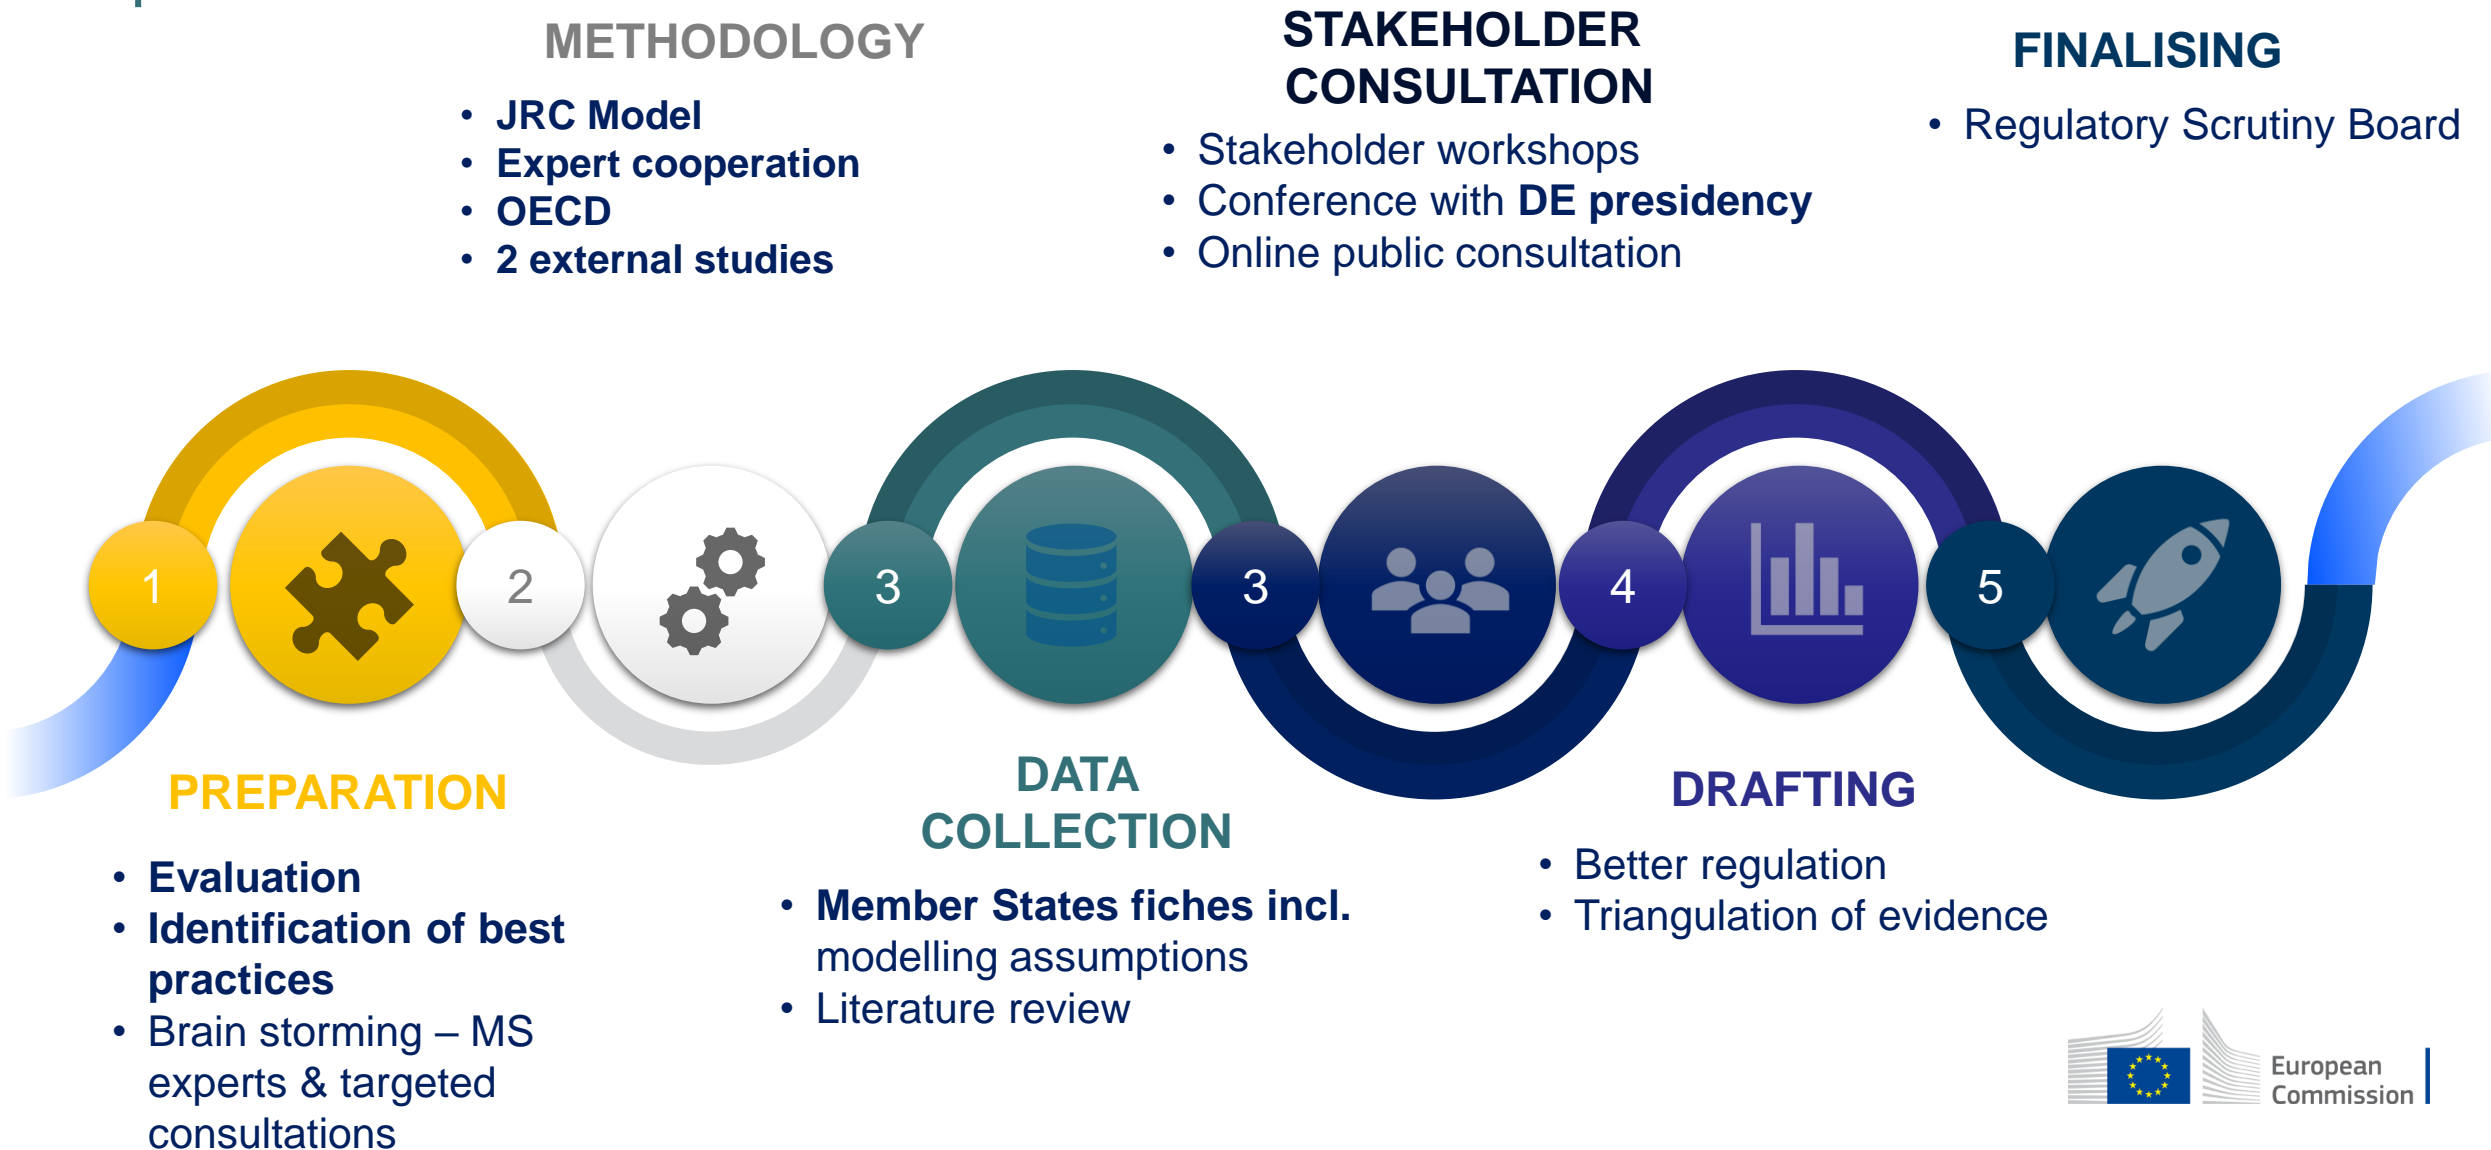 METHODOLOGY
• JRC Model
• Expert cooperation
• OECD
• 2 external studies
STAKEHOLDER
CONSULTATION
• Stakeholder workshops
• Conference with DE presidency
• Online public consultation
FINALISING
• Regulatory Scrutiny Board
1
2
3
3
4
5
PREPARATION
• Evaluation
• Identification of best
practices
• Brain storming – MS
experts & targeted
consultations
DATA
COLLECTION
• Member States fiches incl.
modelling assumptions
• Literature review
DRAFTING
• Better regulation
• Triangulation of evidence
European
Commission